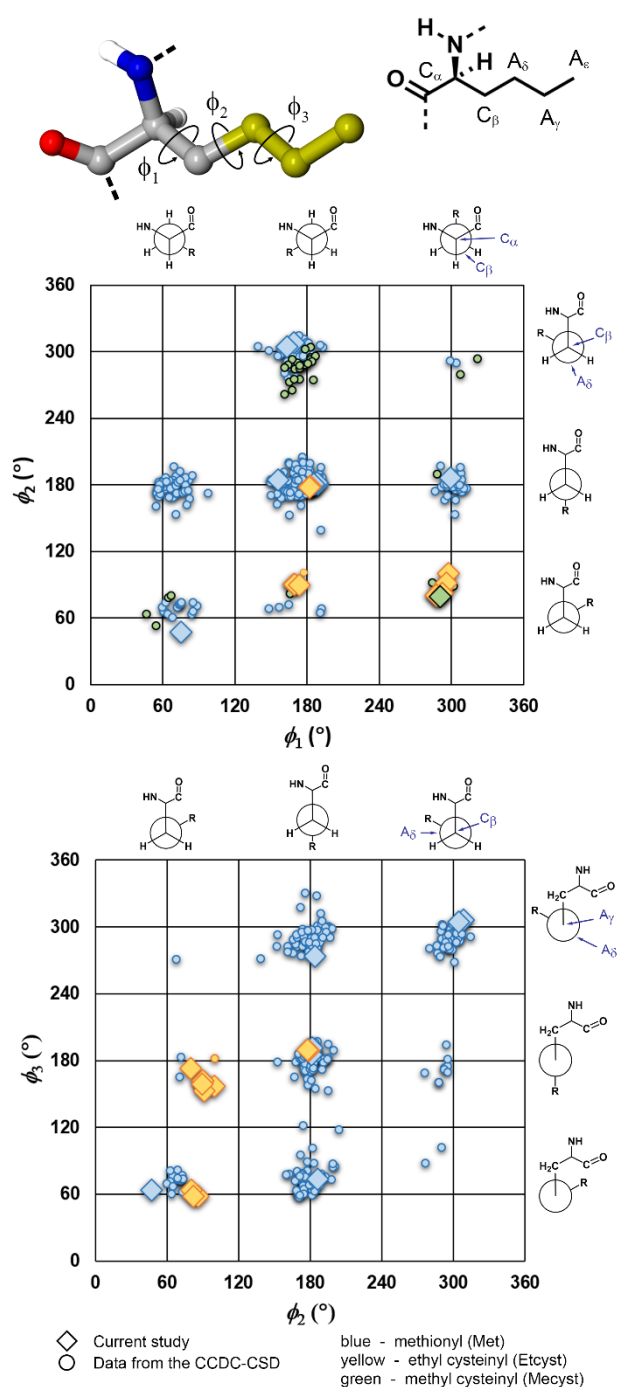 H
N
H
O
C
Cα
Cβ
Aδ
Aγ
Aε
ϕ1
ϕ2
ϕ3
H O
HN C
H R
H
H O
HN C
R H
H
R O
HN C Cα
H H
H Cβ
360
300
240
180
120
60
0
ϕ2 (°)
0 60 120 180 240 300 360
ϕ1 (°)
O
HN C
R Cβ
H H
Aδ
O
HN C
H H
R
O
HN C
R
H H
O
HN C
R
H H
O
HN C
H H
R
O
HN C
R Cβ
Aδ
H H
360
300
240
180
120
60
0
ϕ3 (°)
0 60 120 180 240 300 360
ϕ2 (°)
NH
H2C C=O
R
Aγ
Aδ
NH
H2C C=O
R
NH
H2C C=O
R
Current study
Data from the CCDC-CSD
blue - methionyl (Met)
yellow - ethyl cysteinyl (Etcyst)
green - methyl cysteinyl (Mecyst)